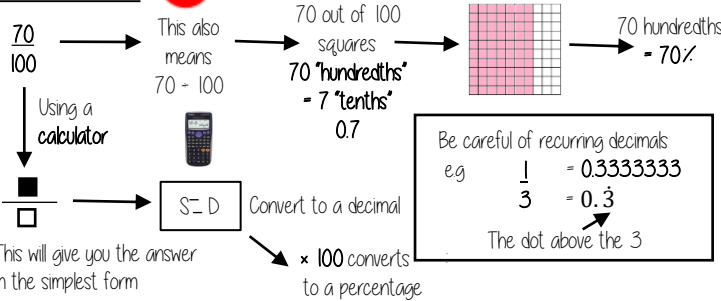 70
100
This also
means
70 ÷ 100
70 out of 100
squares
70 "hundredths"
= 7 "tenths"
0.7
70 hundredths
= 70%
Using a
calculator
S⇔D
Convert to a decimal
× 100 converts
to a percentage
This will give you the answer
in the simplest form
Be careful of recurring decimals
e.g
1
3
= 0.3333333
= 0.3̇
The dot above the 3